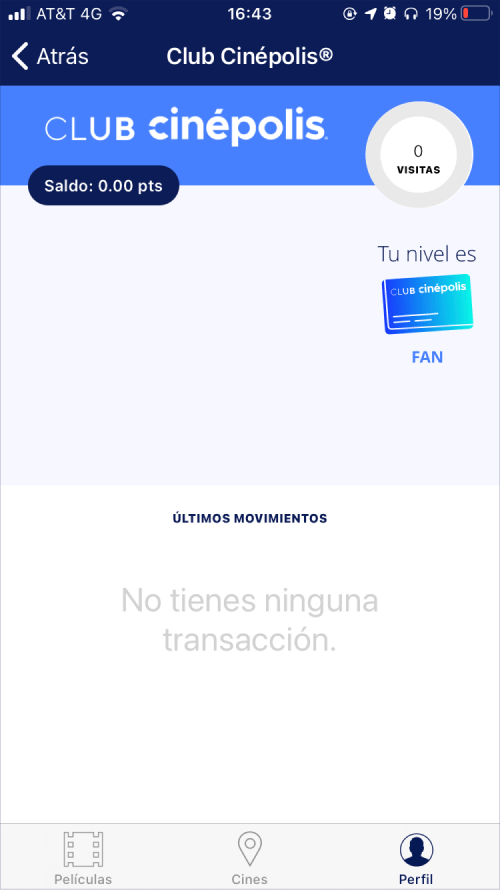 AT&T 4G 16:43 19%
Atrás Club Cinépolis®
CLUB cinépolis
0
VISITAS
Saldo: 0.00 pts
Tu nivel es
CLUB cinépolis
FAN
ÚLTIMOS MOVIMIENTOS
No tienes ninguna
transacción.
Películas Cines Perfil